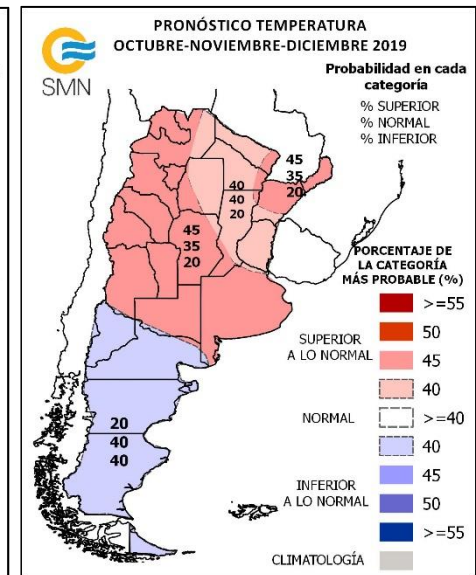 PRONÓSTICO TEMPERATURA
OCTUBRE-NOVIEMBRE-DICIEMBRE 2019
SMN
Probabilidad en cada
categoría
% SUPERIOR
% NORMAL
% INFERIOR
45
35
20
40
40
20
45
35
20
20
40
40
PORCENTAJE DE
LA CATEGORÍA
MÁS PROBABLE (%)
>=55
50
SUPERIOR
A LO NORMAL
45
40
NORMAL
>=40
40
INFERIOR
A LO NORMAL
45
50
>=55
CLIMATOLOGÍA